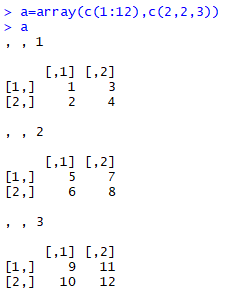 > a=array(c(1:12),c(2,2,3))
> a
, , 1
     [,1] [,2]
[1,]    1    3
[2,]    2    4
, , 2
     [,1] [,2]
[1,]    5    7
[2,]    6    8
, , 3
     [,1] [,2]
[1,]    9   11
[2,]   10   12